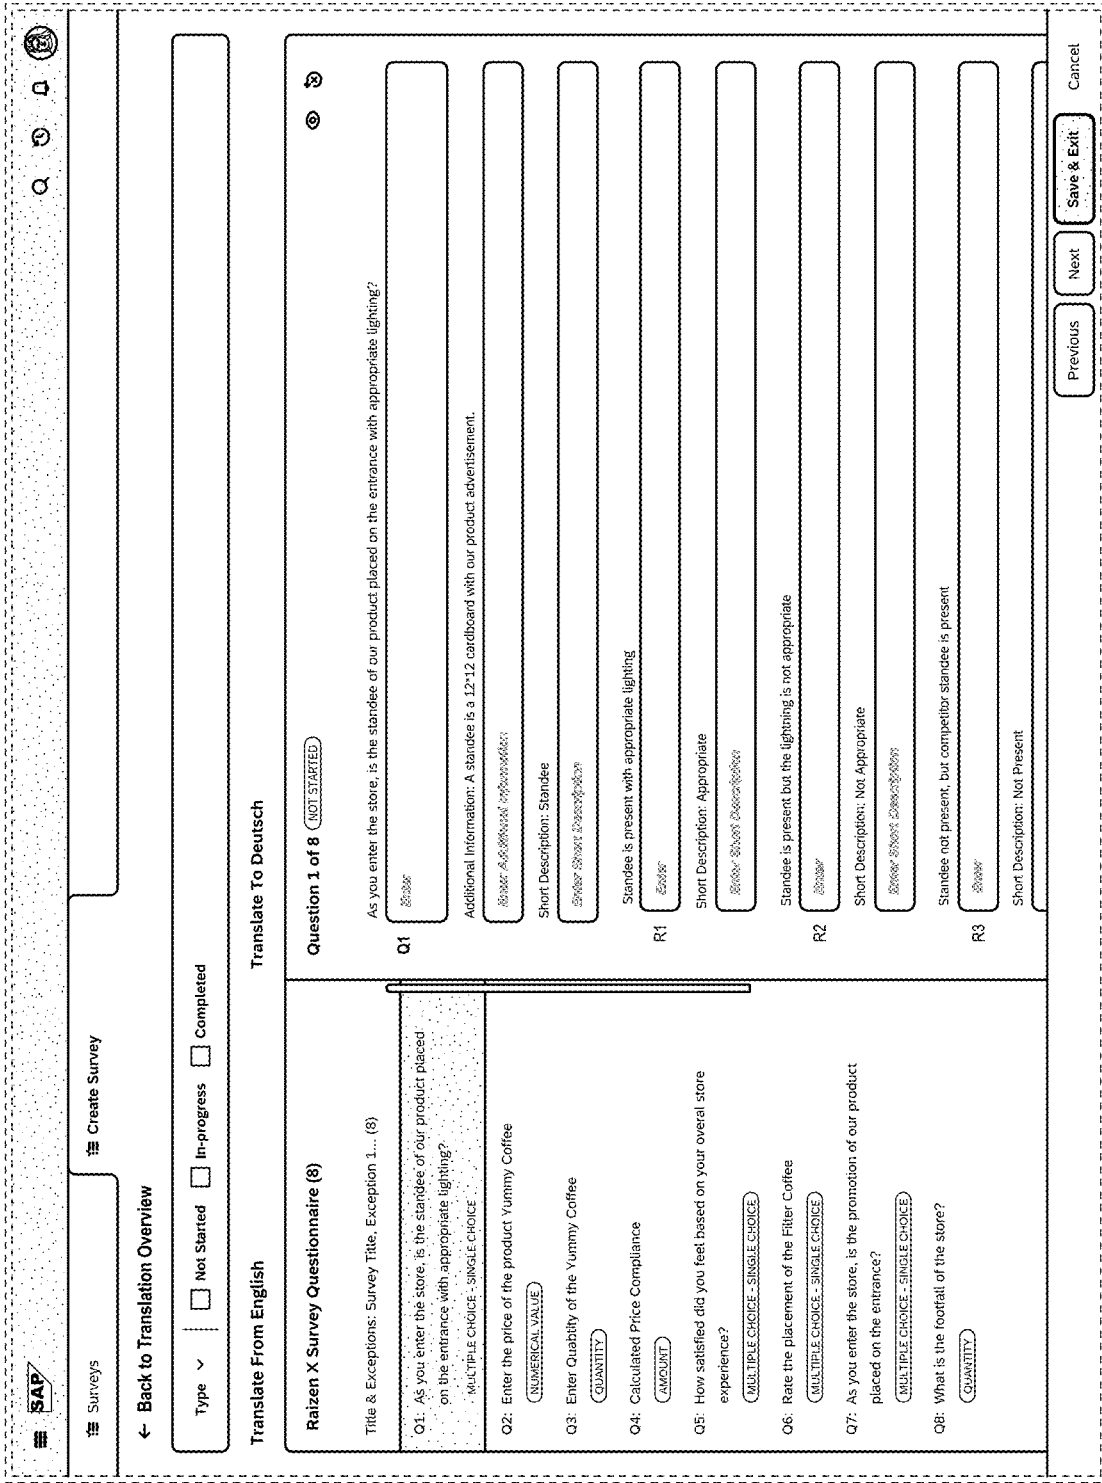 SAP
Surveys
Create Survey
← Back to Translation Overview
Type
Not Started
In-progress
Completed
Translate From English
Translate To Deutsch
Raizen X Survey Questionnaire (8)
Title & Exceptions: Survey Title, Exception 1... (8)
Q1: As you enter the store, is the standee of our product placed
on the entrance with appropriate lighting?
MULTIPLE CHOICE - SINGLE CHOICE
Q2: Enter the price of the product Yummy Coffee
NUMERICAL VALUE
Q3: Enter Quabtity of the Yummy Coffee
QUANTITY
Q4: Calculated Price Compliance
AMOUNT
Q5: How satisfied did you feel based on your overal store
experience?
MULTIPLE CHOICE - SINGLE CHOICE
Q6: Rate the placement of the Filter Coffee
MULTIPLE CHOICE - SINGLE CHOICE
Q7: As you enter the store, is the promotion of our product
placed on the entrance?
MULTIPLE CHOICE - SINGLE CHOICE
Q8: What is the footfall of the store?
QUANTITY
Question 1 of 8 NOT STARTED
As you enter the store, is the standee of our product placed on the entrance with appropriate lighting?
Q1 Enter
Additional Information: A standee is a 12*12 cardboard with our product advertisement.
Enter Additional Information
Short Description: Standee
Enter Short Description
Standee is present with appropriate lighting
R1 Enter
Short Description: Appropriate
Enter Short Description
Standee is present but the lightning is not appropriate
R2 Enter
Short Description: Not Appropriate
Enter Short Description
Standee not present, but competitor standee is present
R3 Enter
Short Description: Not Present
Previous
Next
Save & Exit
Cancel